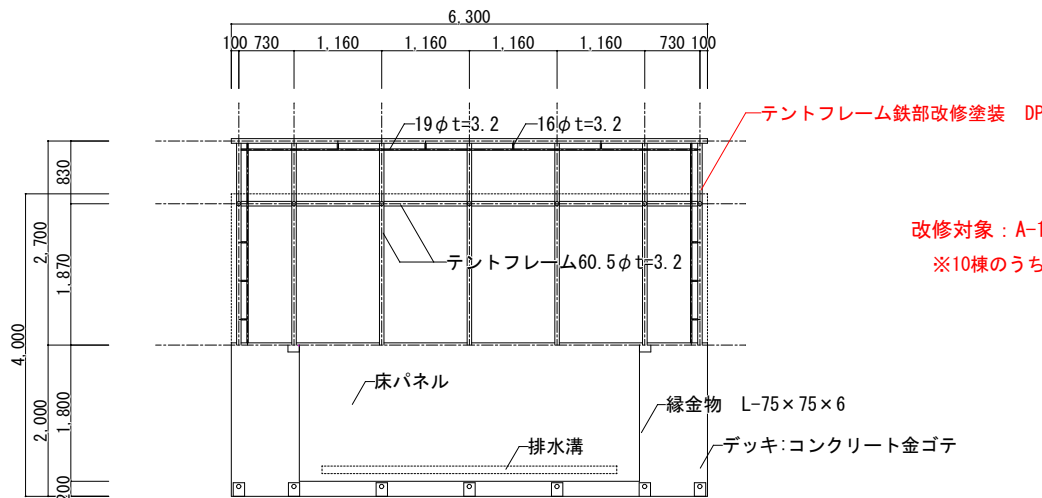 6.300
100 730 1,160 1,160 1,160 1,160 730 100
19φt=3.2
16φt=3.2
テントフレーム鉄部改修塗装 DP
830
2,700
1,870
4,000
2,000
1,800
200
改修対象：A-1
※10棟のうち
テントフレーム60.5φt=3.2
床パネル
縁金物 L-75×75×6
排水溝
デッキ:コンクリート金ゴテ